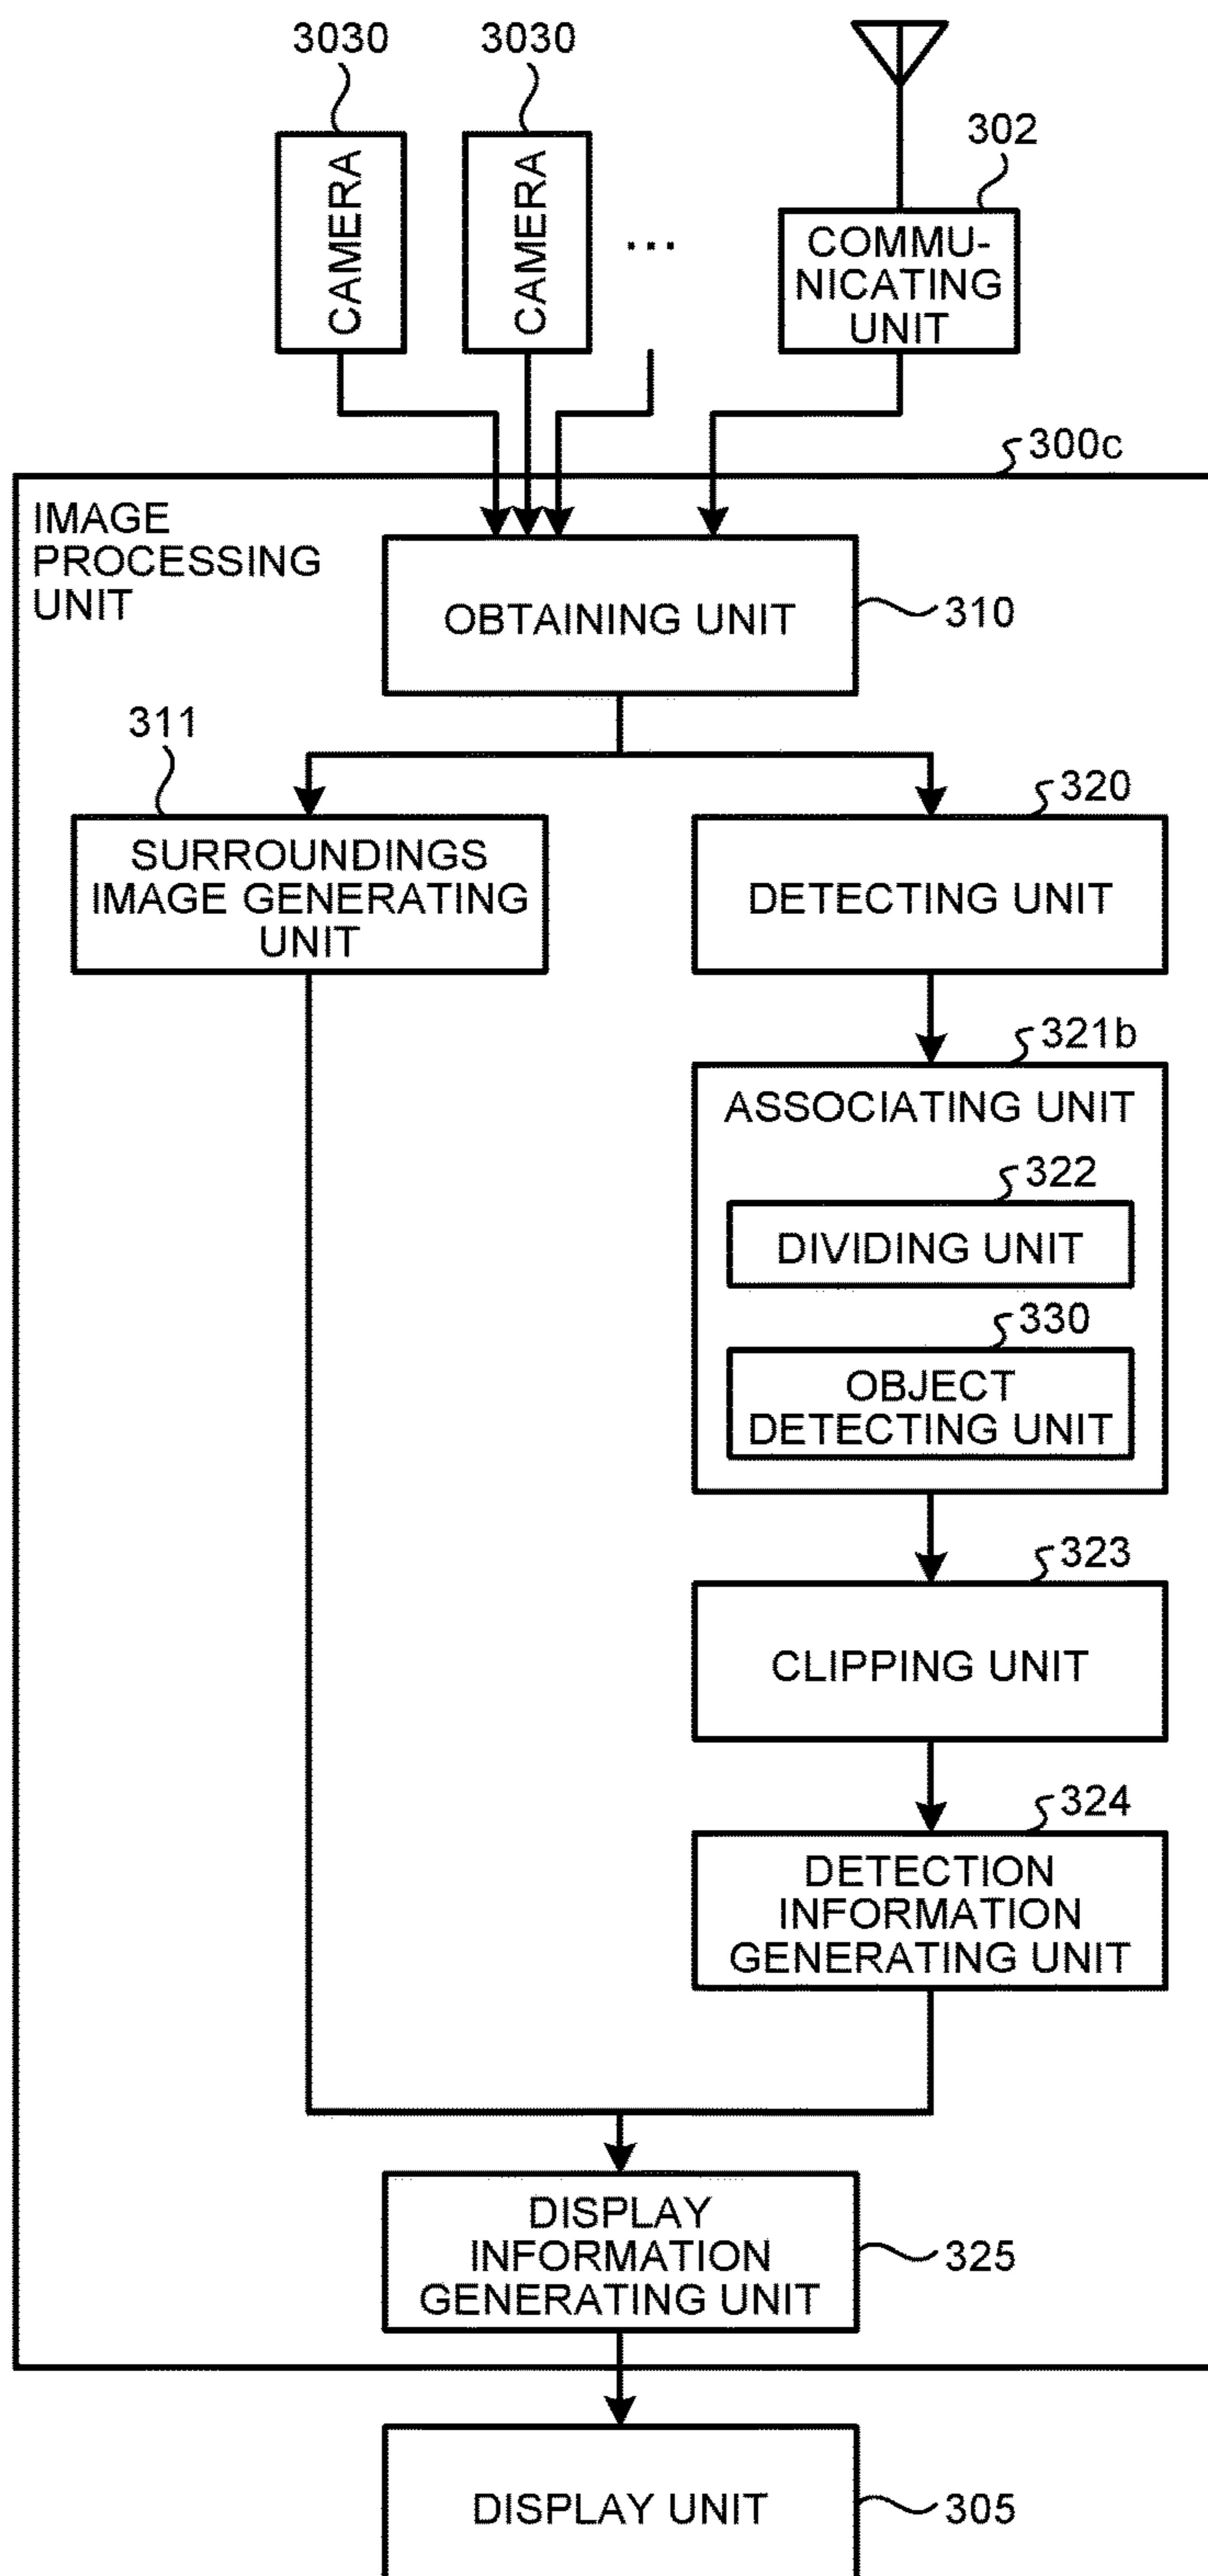 3030
3030
302
CAMERA
CAMERA
...
COMMU-
NICATING
UNIT
300c
IMAGE
PROCESSING
UNIT
OBTAINING UNIT
310
311
320
SURROUNDINGS
IMAGE GENERATING
UNIT
DETECTING UNIT
321b
ASSOCIATING UNIT
322
DIVIDING UNIT
330
OBJECT
DETECTING UNIT
323
CLIPPING UNIT
324
DETECTION
INFORMATION
GENERATING UNIT
DISPLAY
INFORMATION
GENERATING UNIT
325
DISPLAY UNIT
305